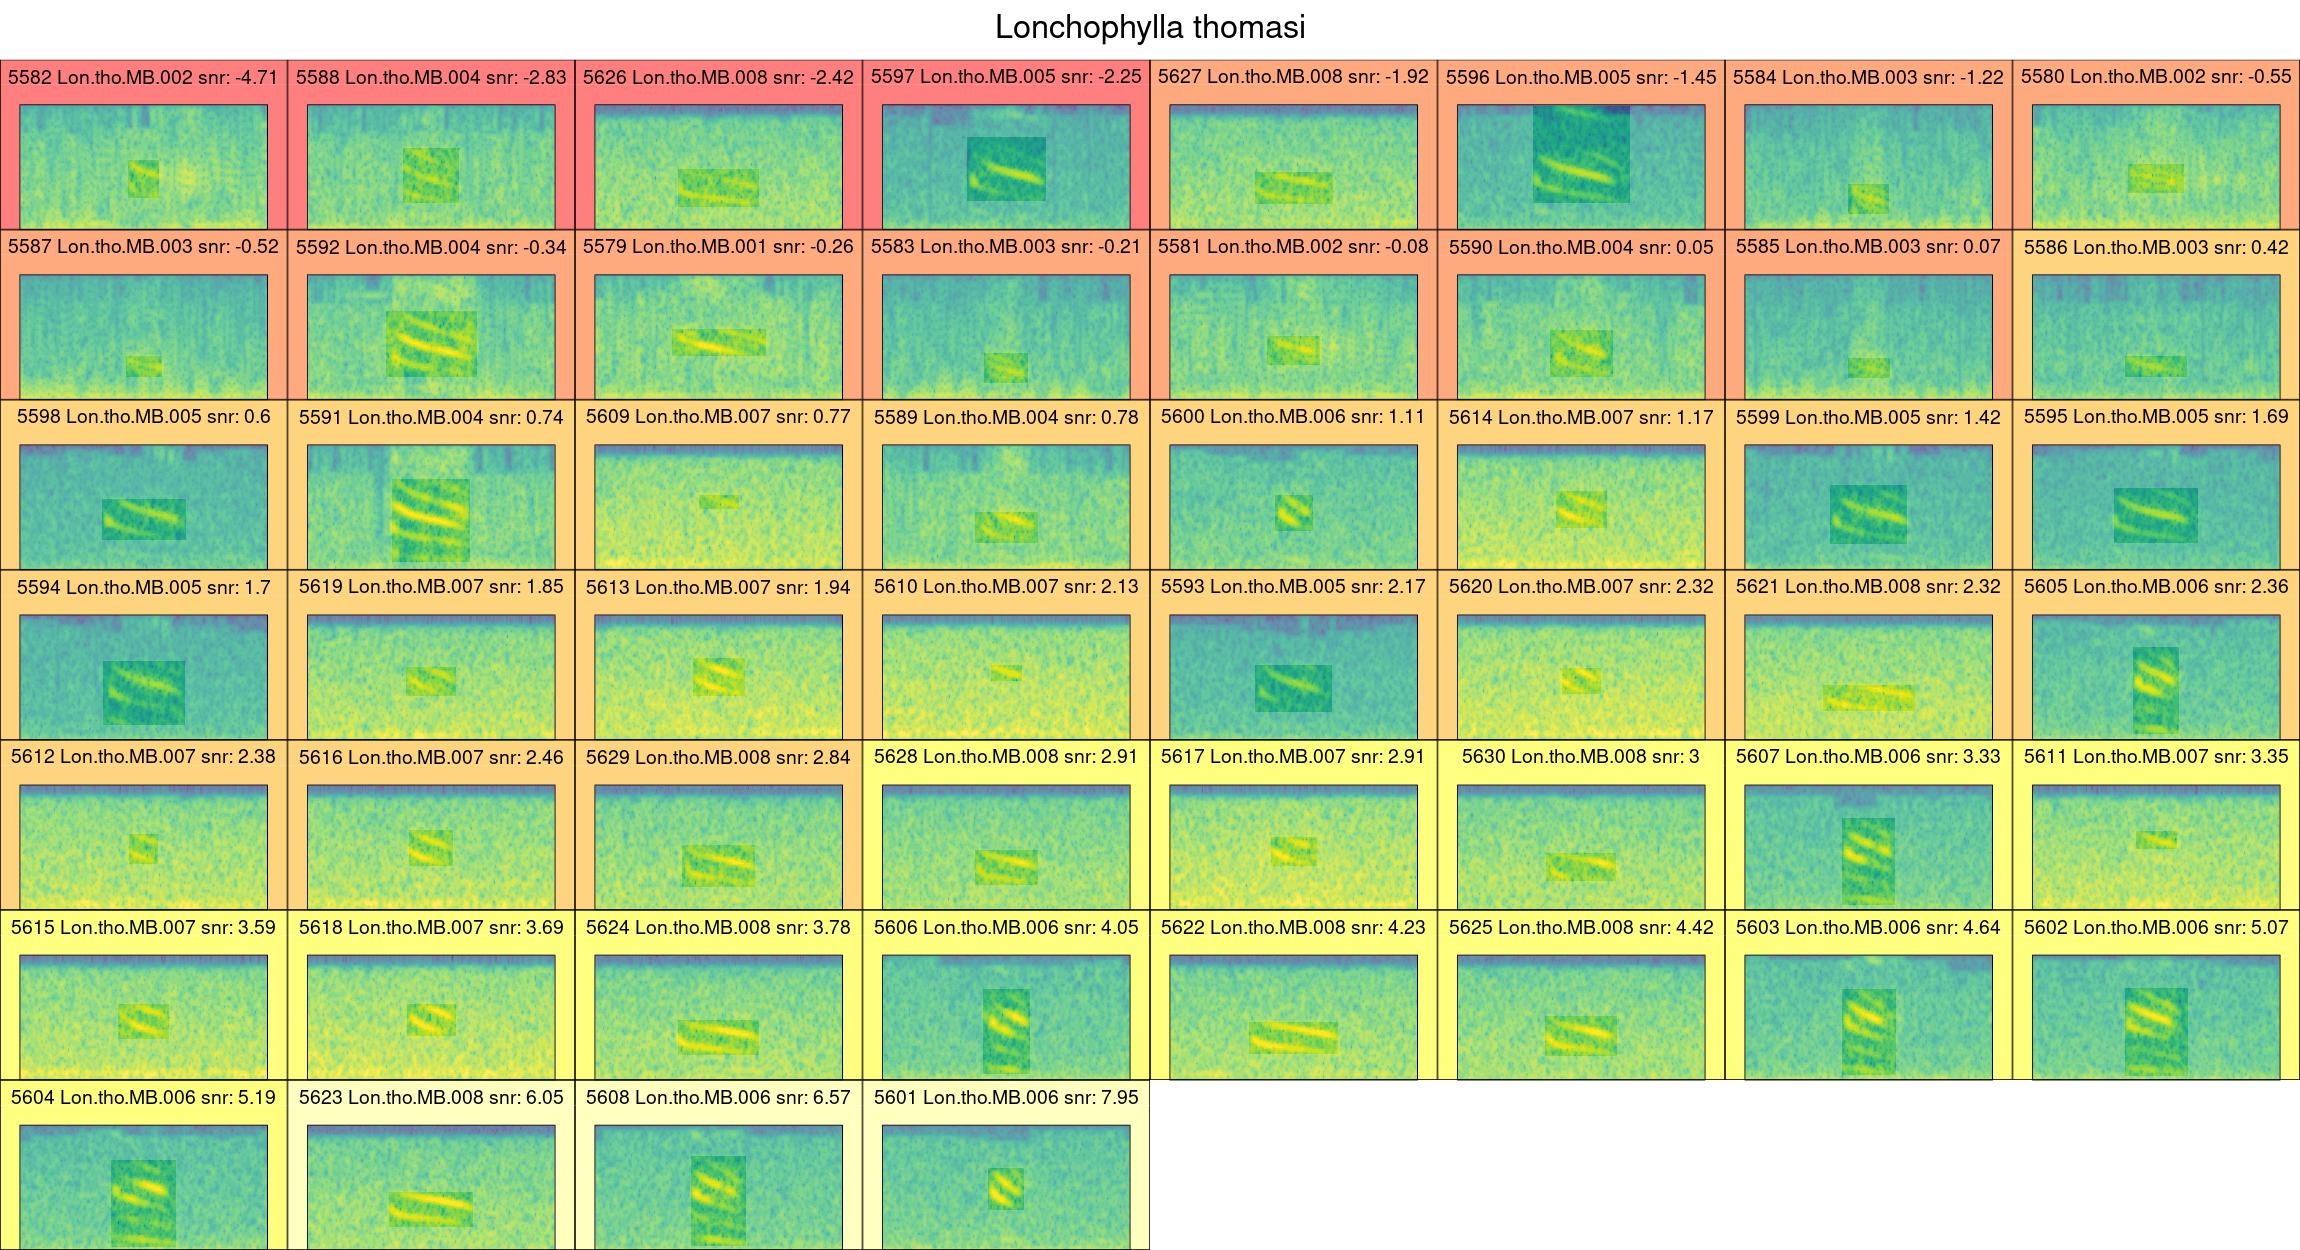 Lonchophylla thomasi
5582 Lon.tho.MB.002 snr: -4.71
5588 Lon.tho.MB.004 snr: -2.83
5626 Lon.tho.MB.008 snr: -2.42
5597 Lon.tho.MB.005 snr: -2.25
5627 Lon.tho.MB.008 snr: -1.92
5596 Lon.tho.MB.005 snr: -1.45
5584 Lon.tho.MB.003 snr: -1.22
5580 Lon.tho.MB.002 snr: -0.55
5587 Lon.tho.MB.003 snr: -0.52
5592 Lon.tho.MB.004 snr: -0.34
5579 Lon.tho.MB.001 snr: -0.26
5583 Lon.tho.MB.003 snr: -0.21
5581 Lon.tho.MB.002 snr: -0.08
5590 Lon.tho.MB.004 snr: 0.05
5585 Lon.tho.MB.003 snr: 0.07
5586 Lon.tho.MB.003 snr: 0.42
5598 Lon.tho.MB.005 snr: 0.6
5591 Lon.tho.MB.004 snr: 0.74
5609 Lon.tho.MB.007 snr: 0.77
5589 Lon.tho.MB.004 snr: 0.78
5600 Lon.tho.MB.006 snr: 1.11
5614 Lon.tho.MB.007 snr: 1.17
5599 Lon.tho.MB.005 snr: 1.42
5595 Lon.tho.MB.005 snr: 1.69
5594 Lon.tho.MB.005 snr: 1.7
5619 Lon.tho.MB.007 snr: 1.85
5613 Lon.tho.MB.007 snr: 1.94
5610 Lon.tho.MB.007 snr: 2.13
5593 Lon.tho.MB.005 snr: 2.17
5620 Lon.tho.MB.007 snr: 2.32
5621 Lon.tho.MB.008 snr: 2.32
5605 Lon.tho.MB.006 snr: 2.36
5612 Lon.tho.MB.007 snr: 2.38
5616 Lon.tho.MB.007 snr: 2.46
5629 Lon.tho.MB.008 snr: 2.84
5628 Lon.tho.MB.008 snr: 2.91
5617 Lon.tho.MB.007 snr: 2.91
5630 Lon.tho.MB.008 snr: 3
5607 Lon.tho.MB.006 snr: 3.33
5611 Lon.tho.MB.007 snr: 3.35
5615 Lon.tho.MB.007 snr: 3.59
5618 Lon.tho.MB.007 snr: 3.69
5624 Lon.tho.MB.008 snr: 3.78
5606 Lon.tho.MB.006 snr: 4.05
5622 Lon.tho.MB.008 snr: 4.23
5625 Lon.tho.MB.008 snr: 4.42
5603 Lon.tho.MB.006 snr: 4.64
5602 Lon.tho.MB.006 snr: 5.07
5604 Lon.tho.MB.006 snr: 5.19
5623 Lon.tho.MB.008 snr: 6.05
5608 Lon.tho.MB.006 snr: 6.57
5601 Lon.tho.MB.006 snr: 7.95